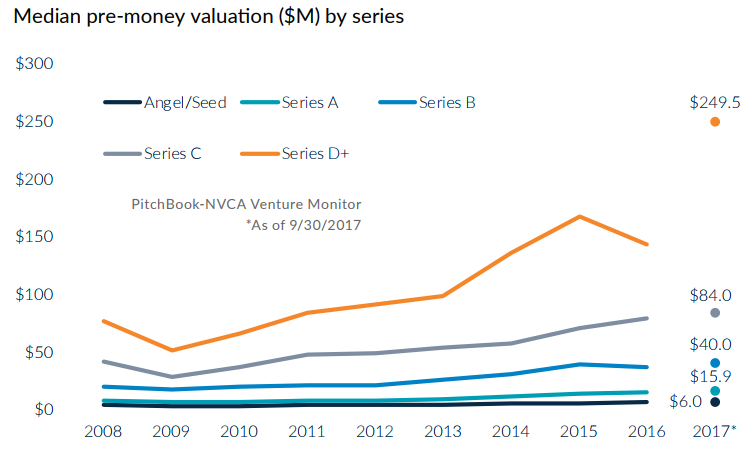 Median pre-money valuation ($M) by series
$300
$250
$200
$150
$100
$50
$0
Angel/Seed Series A Series B
Series C Series D+
PitchBook-NVCA Venture Monitor
*As of 9/30/2017
$249.5
$84.0
$40.0
$15.9
$6.0
2008 2009 2010 2011 2012 2013 2014 2015 2016 2017*